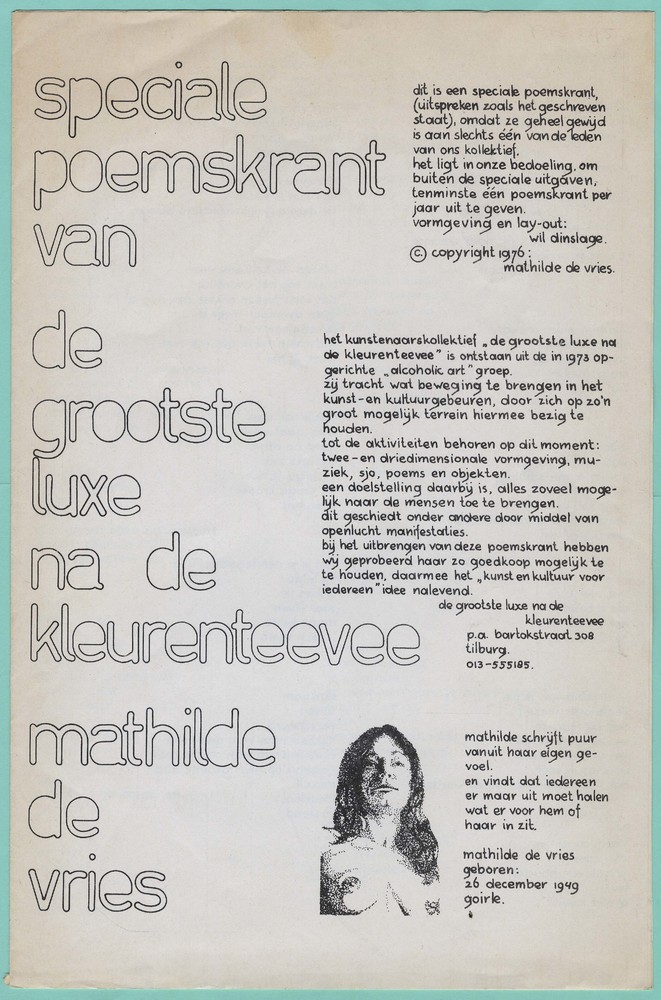 speciale
poemskrant
van
de
grootste
luxe
na de
kleurenteevee
mathilde
de
vries
dit is een speciale poemskrant,
(uitspreken zoals het geschreven
staat), omdat ze geheel gewijd
is aan slechts één van de leden
van ons kollektief.
het ligt in onze bedoeling, om
buiten de speciale uitgaven,
tenminste één poemskrant per
jaar uit te geven.
vormgeving en lay-out:
wil dinslage.
© copyright 1976:
mathilde de vries.
het kunstenaarskollektief „de grootste luxe na
de kleurenteevee" is ontstaan uit de in 1973 op-
gerichte „alcoholic art" groep.
zij tracht wat beweging te brengen in het
kunst-en kultuurgebeuren, door zich op zo'n
groot mogelijk terrein hiermee bezig te
houden.
tot de aktiviteiten behoren op dit moment:
twee-en driedimensionale vormgeving, mu-
ziek, sjo, poems en objekten.
een doelstelling daarbij is, alles zoveel moge-
lijk naar de mensen toe te brengen.
dit geschiedt onder andere door middel van
openlucht manifestaties.
bij het uitbrengen van deze poemskrant hebben
wij geprobeerd haar zo goedkoop mogelijk te
te houden, daarmee het „kunst en kultuur voor
iedereen" idee nalevend.
de grootste luxe na de
kleurenteevee
p.a. bartokstraat 308
tilburg.
013-555185.
mathilde schrijft puur
vanuit haar eigen ge-
voel.
en vindt dat iedereen
er maar uit moet halen
wat er voor hem of
haar in zit.
mathilde de vries
geboren:
26 december 1949
goirle.